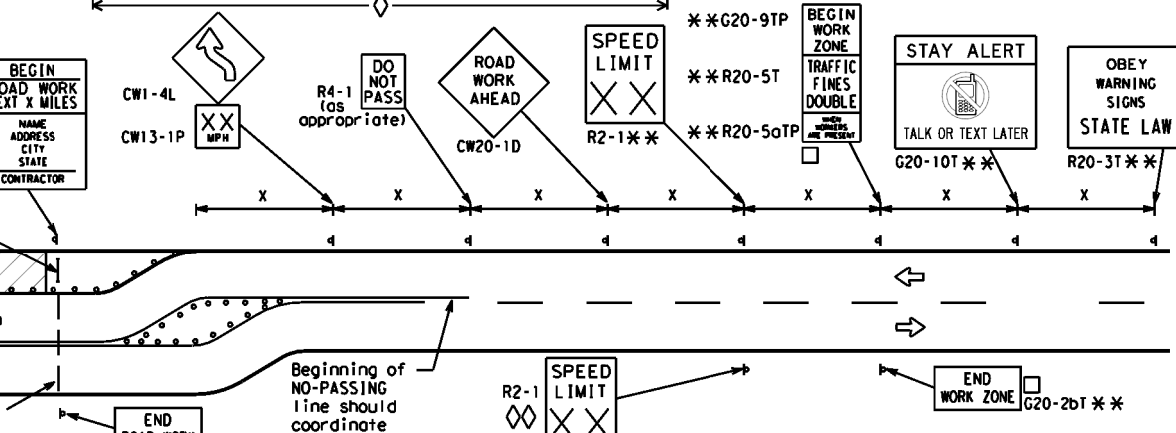 BEGIN
ROAD WORK
NEXT X MILES
NAME
ADDRESS
CITY
STATE
CONTRACTOR
CW1-4L
CW13-1P
XX
MPH
R4-1
(as
appropriate)
DO
NOT
PASS
ROAD
WORK
AHEAD
CW20-1D
SPEED
LIMIT
X X
R2-1**
**G20-9TP
**R20-5T
**R20-5aTP
BEGIN
WORK
ZONE
TRAFFIC
FINES
DOUBLE
WHEN
WORKERS
ARE PRESENT
STAY ALERT
TALK OR TEXT LATER
G20-10T **
OBEY
WARNING
SIGNS
STATE LAW
R20-3T **
X X X X X X X
Beginning of
NO-PASSING
line should
coordinate
R2-1
SPEED
LIMIT
X X
END
WORK ZONE
G20-2bT **
END
ROAD WORK